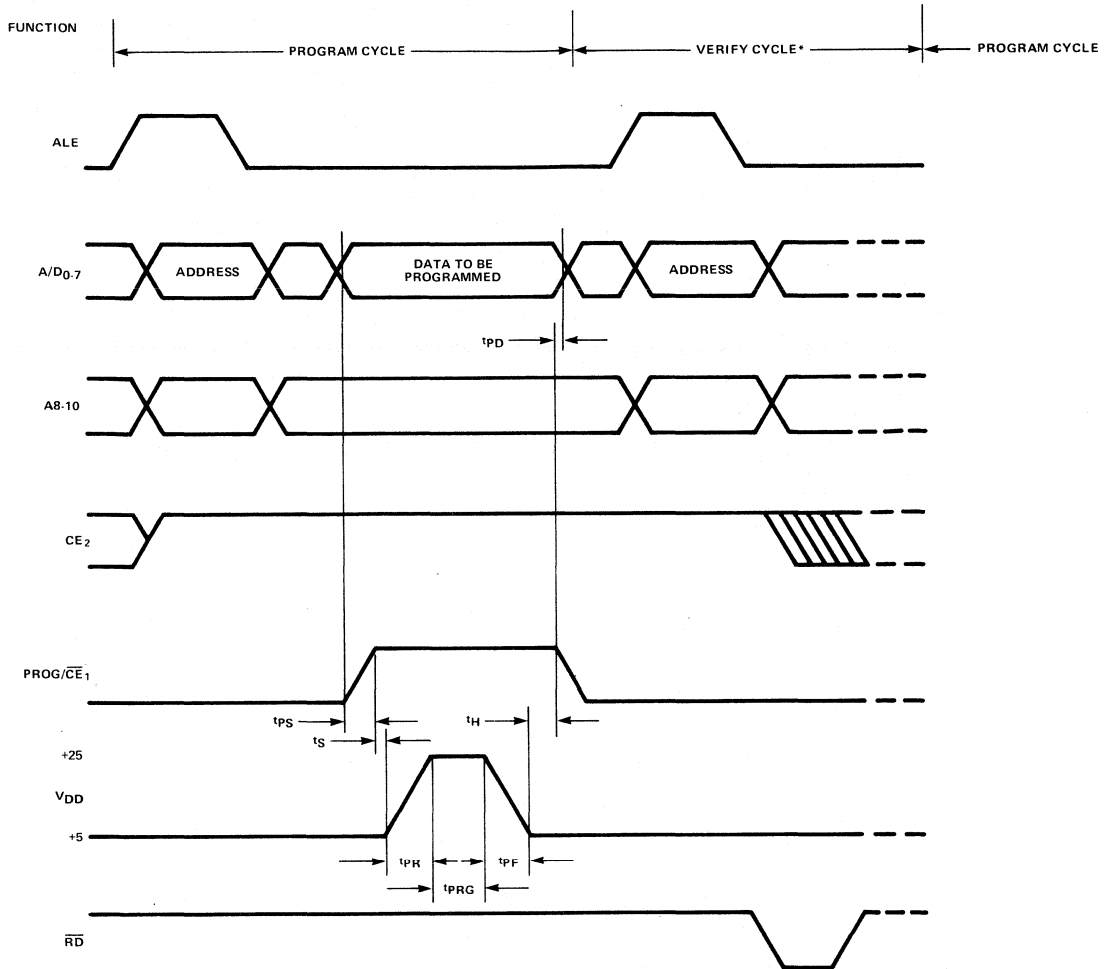 FUNCTION
PROGRAM CYCLE
VERIFY CYCLE*
PROGRAM CYCLE
ALE
A/D0-7
ADDRESS
DATA TO BE
PROGRAMMED
ADDRESS
tPD
A8-10
CE2
PROG/CE1
tPS
tH
tS
+25
VDD
+5
tPR
tPF
tPRG
RD